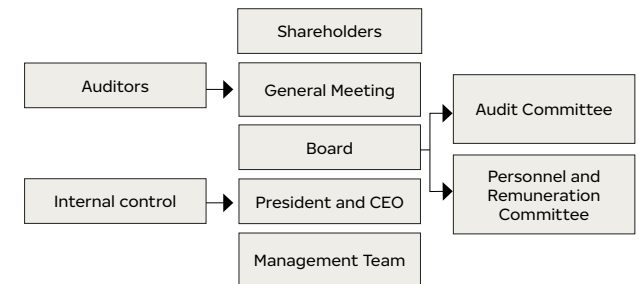 Shareholders
Auditors
General Meeting
Audit Committee
Board
Personnel and
Remuneration
Committee
Internal control
President and CEO
Management Team